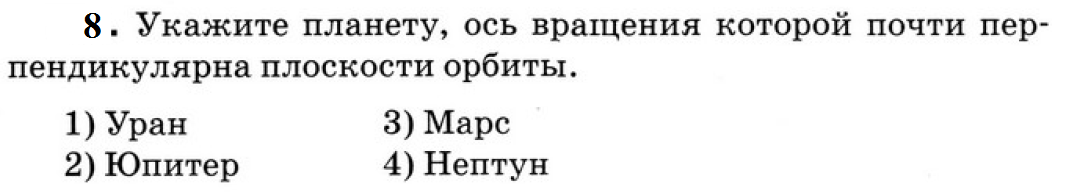 8. Укажите планету, ось вращения которой почти пер-
пендикулярна плоскости орбиты.
1) Уран 3) Марс
2) Юпитер 4) Нептун